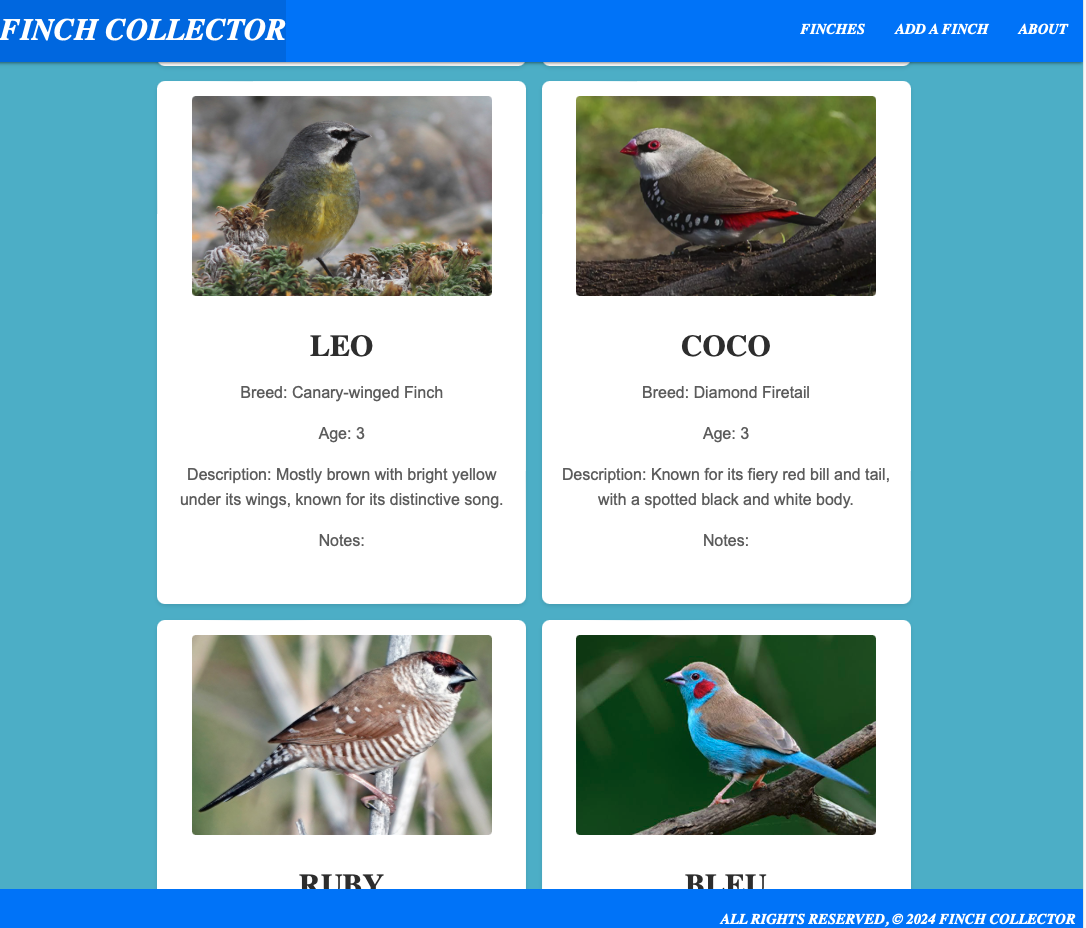 FINCH COLLECTOR
FINCHES
ADD A FINCH
ABOUT
LEO
Breed: Canary-winged Finch
Age: 3
Description: Mostly brown with bright yellow
under its wings, known for its distinctive song.
Notes:
COCO
Breed: Diamond Firetail
Age: 3
Description: Known for its fiery red bill and tail,
with a spotted black and white body.
Notes:
RUBY
BLEU
ALL RIGHTS RESERVED, © 2024 FINCH COLLECTOR